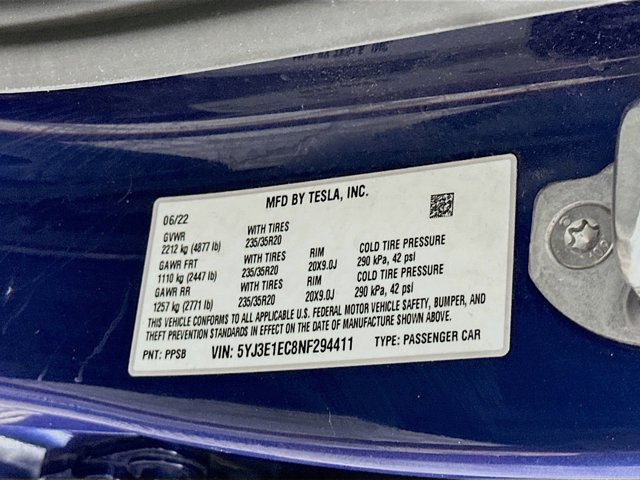 MFD BY TESLA, INC.
06/22
GVWR WITH TIRES
2212 kg (4877 lb) 235/35R20 RIM COLD TIRE PRESSURE
GAWR FRT WITH TIRES 20X9.0J 290 kPa, 42 psi
1110 kg (2447 lb) 235/35R20 RIM COLD TIRE PRESSURE
GAWR RR WITH TIRES 20X9.0J 290 kPa, 42 psi
1257 kg (2771 lb) 235/35R20
THIS VEHICLE CONFORMS TO ALL APPLICABLE U.S. FEDERAL MOTOR VEHICLE SAFETY, BUMPER, AND
THEFT PREVENTION STANDARDS IN EFFECT ON THE DATE OF MANUFACTURE SHOWN ABOVE.
PNT: PPSB VIN: 5YJ3E1EC8NF294411 TYPE: PASSENGER CAR